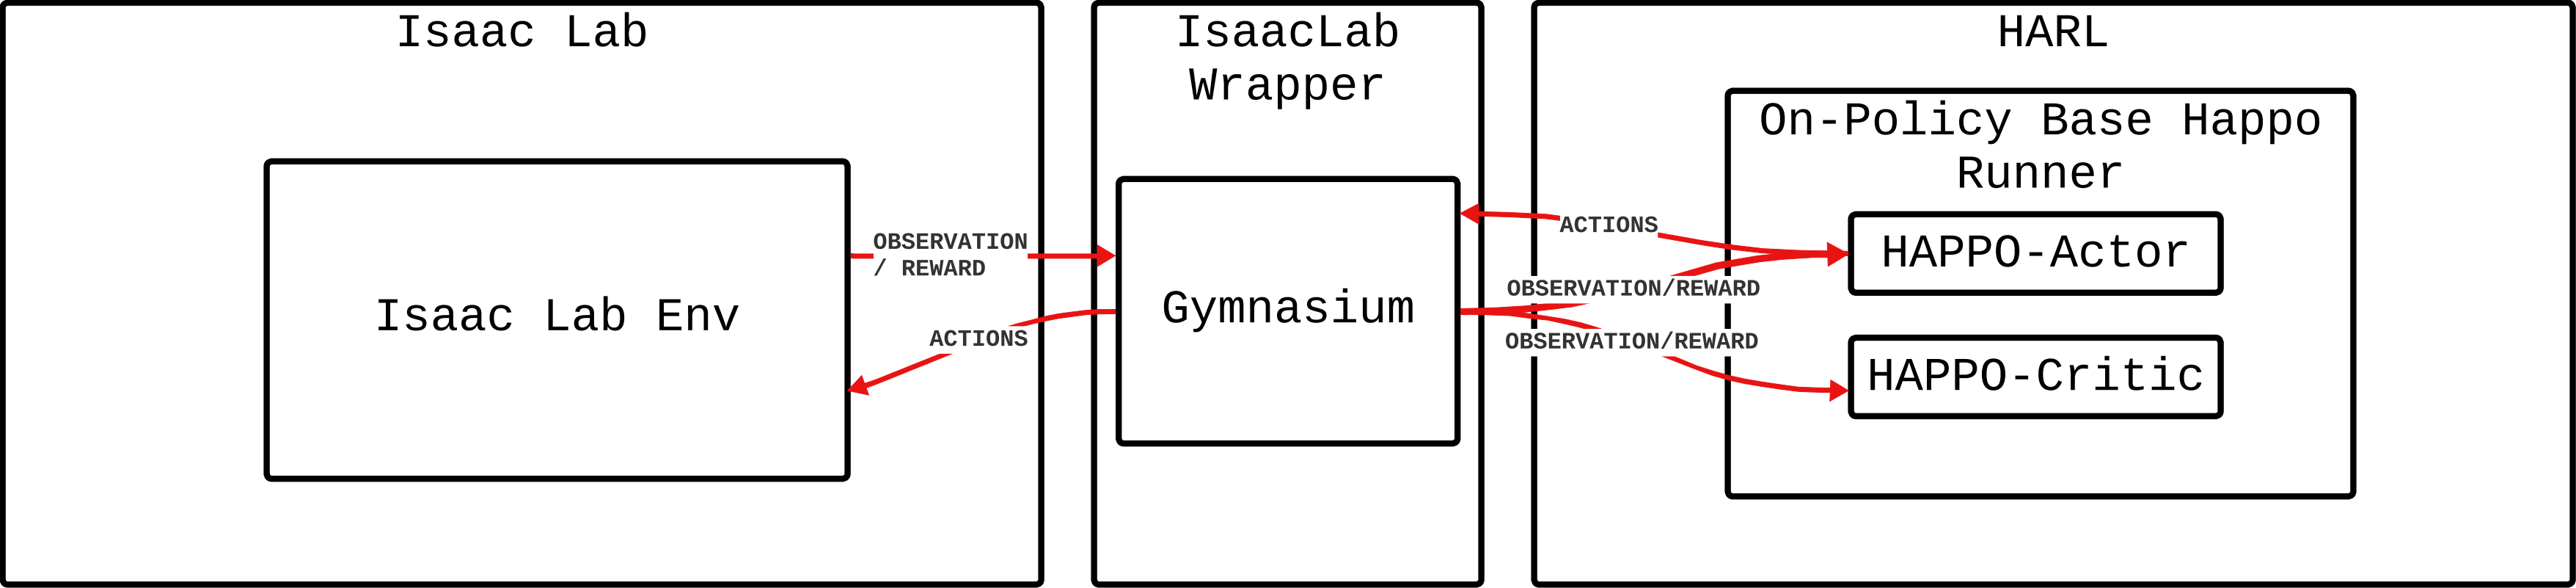 Isaac Lab
Isaac Lab Env
OBSERVATION
/ REWARD
ACTIONS
IsaacLab
Wrapper
Gymnasium
ACTIONS
OBSERVATION/REWARD
OBSERVATION/REWARD
HARL
On-Policy Base Happo
Runner
HAPPO-Actor
HAPPO-Critic